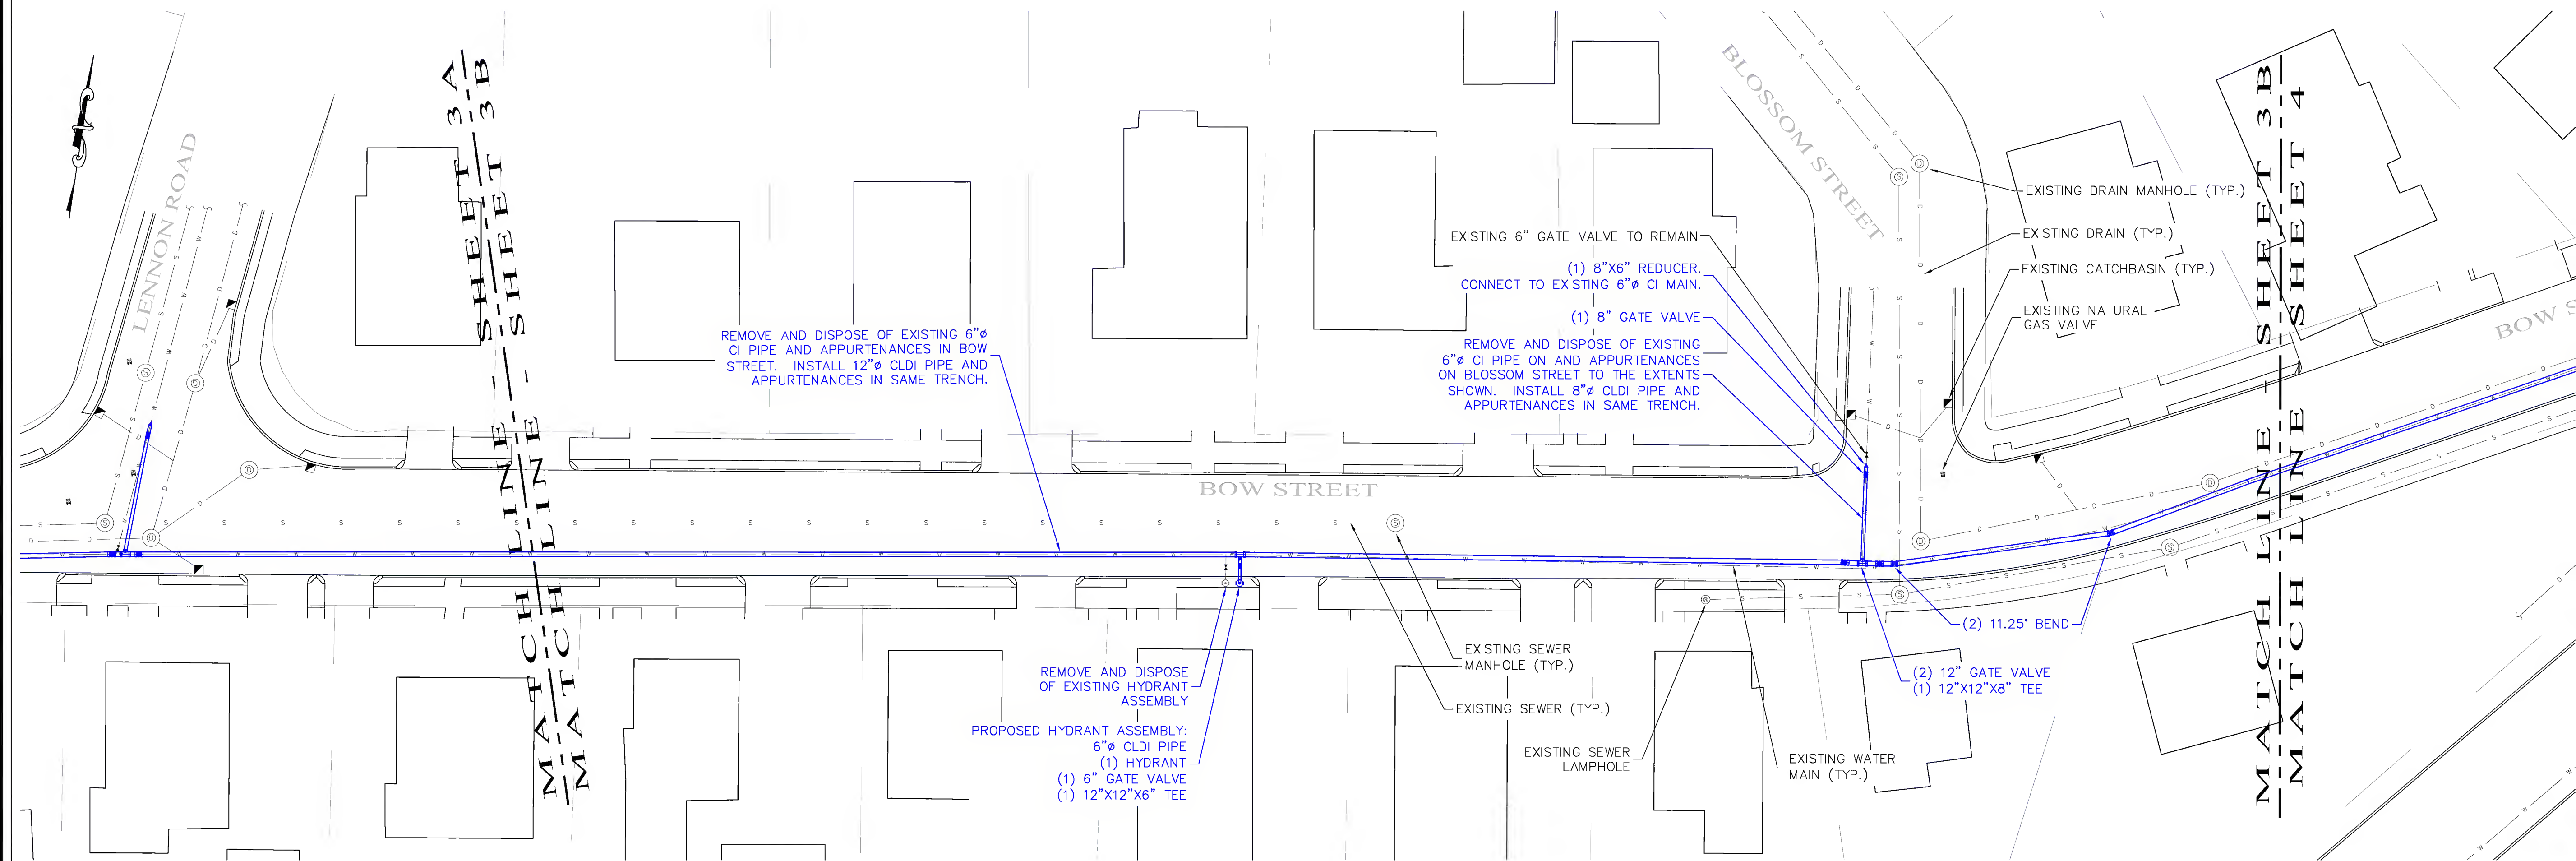 LENNON ROAD
MATCH LINE - SHEET 3A
MATCH LINE - SHEET 3B
REMOVE AND DISPOSE OF EXISTING 6"ø
CI PIPE AND APPURTENANCES IN BOW
STREET. INSTALL 12"ø CLDI PIPE AND
APPURTENANCES IN SAME TRENCH.
BOW STREET
BLOSSOM STREET
EXISTING 6" GATE VALVE TO REMAIN
(1) 8"X6" REDUCER.
CONNECT TO EXISTING 6"ø CI MAIN.
(1) 8" GATE VALVE
REMOVE AND DISPOSE OF EXISTING
6"ø CI PIPE ON AND APPURTENANCES
ON BLOSSOM STREET TO THE EXTENTS
SHOWN. INSTALL 8"ø CLDI PIPE AND
APPURTENANCES IN SAME TRENCH.
EXISTING DRAIN MANHOLE (TYP.)
EXISTING DRAIN (TYP.)
EXISTING CATCHBASIN (TYP.)
EXISTING NATURAL
GAS VALVE
MATCH LINE - SHEET 3B
MATCH LINE - SHEET 4
BOW S
REMOVE AND DISPOSE
OF EXISTING HYDRANT
ASSEMBLY
PROPOSED HYDRANT ASSEMBLY:
6"ø CLDI PIPE
(1) HYDRANT
(1) 6" GATE VALVE
(1) 12"X12"X6" TEE
EXISTING SEWER
MANHOLE (TYP.)
EXISTING SEWER (TYP.)
EXISTING SEWER
LAMPHOLE
EXISTING WATER
MAIN (TYP.)
(2) 11.25° BEND
(2) 12" GATE VALVE
(1) 12"X12"X8" TEE